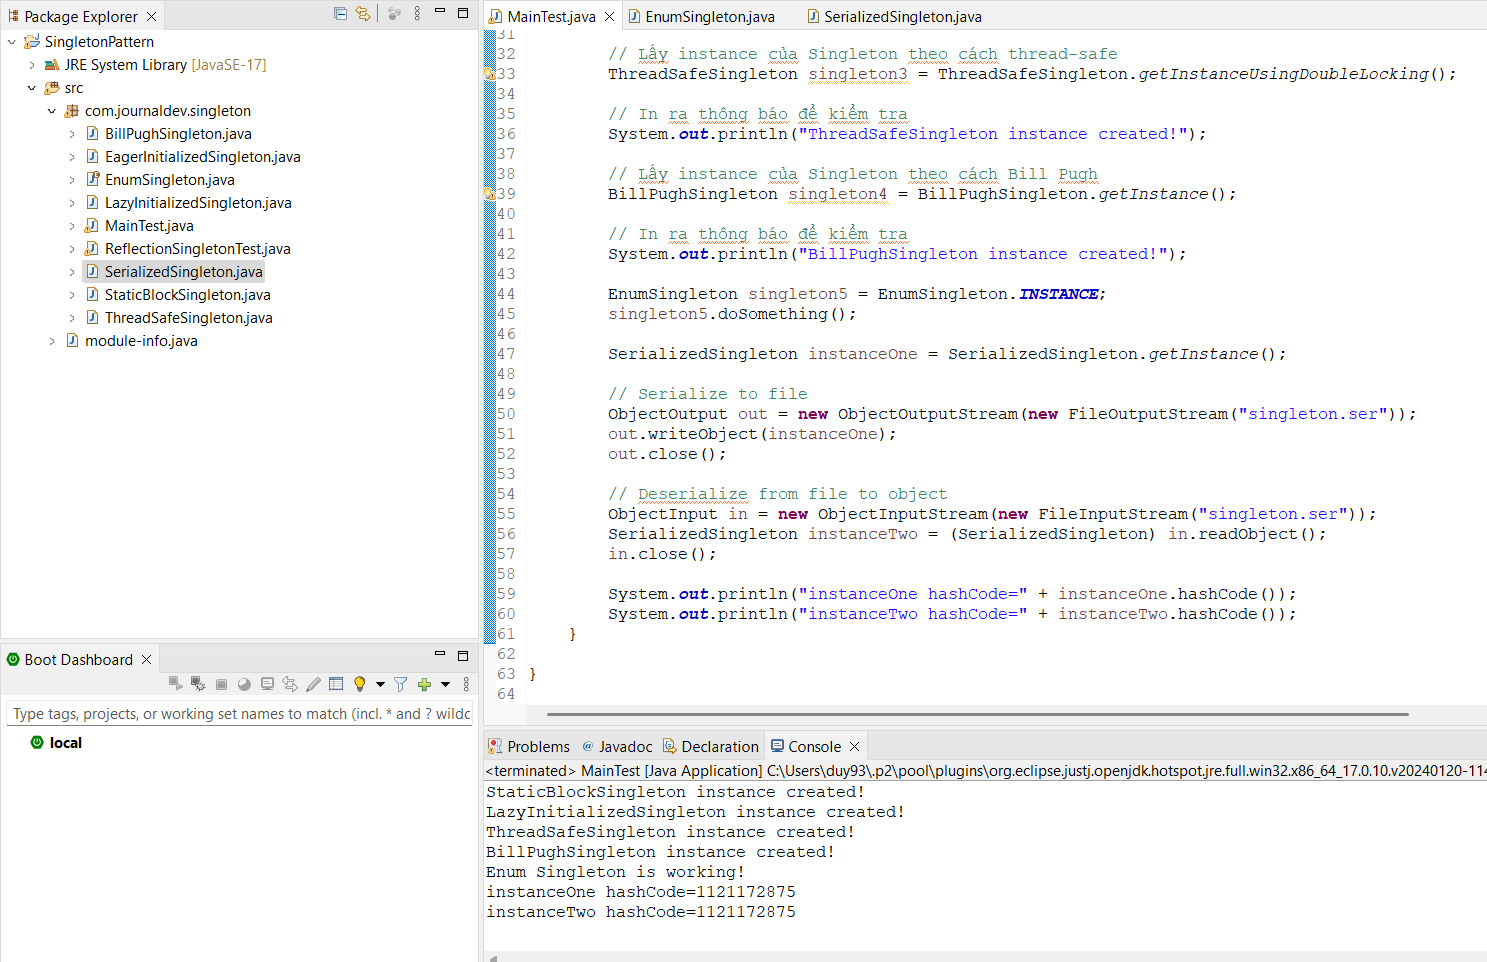 Package Explorer
SingletonPattern
JRE System Library [JavaSE-17]
src
com.journaldev.singleton
BillPughSingleton.java
EagerInitializedSingleton.java
EnumSingleton.java
LazyInitializedSingleton.java
MainTest.java
ReflectionSingletonTest.java
SerializedSingleton.java
StaticBlockSingleton.java
ThreadSafeSingleton.java
module-info.java
Boot Dashboard
Type tags, projects, or working set names to match (incl. * and ? wildc
local
MainTest.java EnumSingleton.java SerializedSingleton.java
31
32 // Lấy instance của Singleton theo cách thread-safe
33 ThreadSafeSingleton singleton3 = ThreadSafeSingleton.getInstanceUsingDoubleLocking();
34
35 // In ra thông báo để kiểm tra
36 System.out.println("ThreadSafeSingleton instance created!");
37
38 // Lấy instance của Singleton theo cách Bill Pugh
39 BillPughSingleton singleton4 = BillPughSingleton.getInstance();
40
41 // In ra thông báo để kiểm tra
42 System.out.println("BillPughSingleton instance created!");
43
44 EnumSingleton singleton5 = EnumSingleton.INSTANCE;
45 singleton5.doSomething();
46
47 SerializedSingleton instanceOne = SerializedSingleton.getInstance();
48
49 // Serialize to file
50 ObjectOutput out = new ObjectOutputStream(new FileOutputStream("singleton.ser"));
51 out.writeObject(instanceOne);
52 out.close();
53
54 // Deserialize from file to object
55 ObjectInput in = new ObjectInputStream(new FileInputStream("singleton.ser"));
56 SerializedSingleton instanceTwo = (SerializedSingleton) in.readObject();
57 in.close();
58
59 System.out.println("instanceOne hashCode=" + instanceOne.hashCode());
60 System.out.println("instanceTwo hashCode=" + instanceTwo.hashCode());
61 }
62
63 }
64
Problems @ Javadoc Declaration Console
<terminated> MainTest [Java Application] C:\Users\duy93\.p2\pool\plugins\org.eclipse.justj.openjdk.hotspot.jre.full.win32.x86_64_17.0.10.v20240120-114
StaticBlockSingleton instance created!
LazyInitializedSingleton instance created!
ThreadSafeSingleton instance created!
BillPughSingleton instance created!
Enum Singleton is working!
instanceOne hashCode=1121172875
instanceTwo hashCode=1121172875